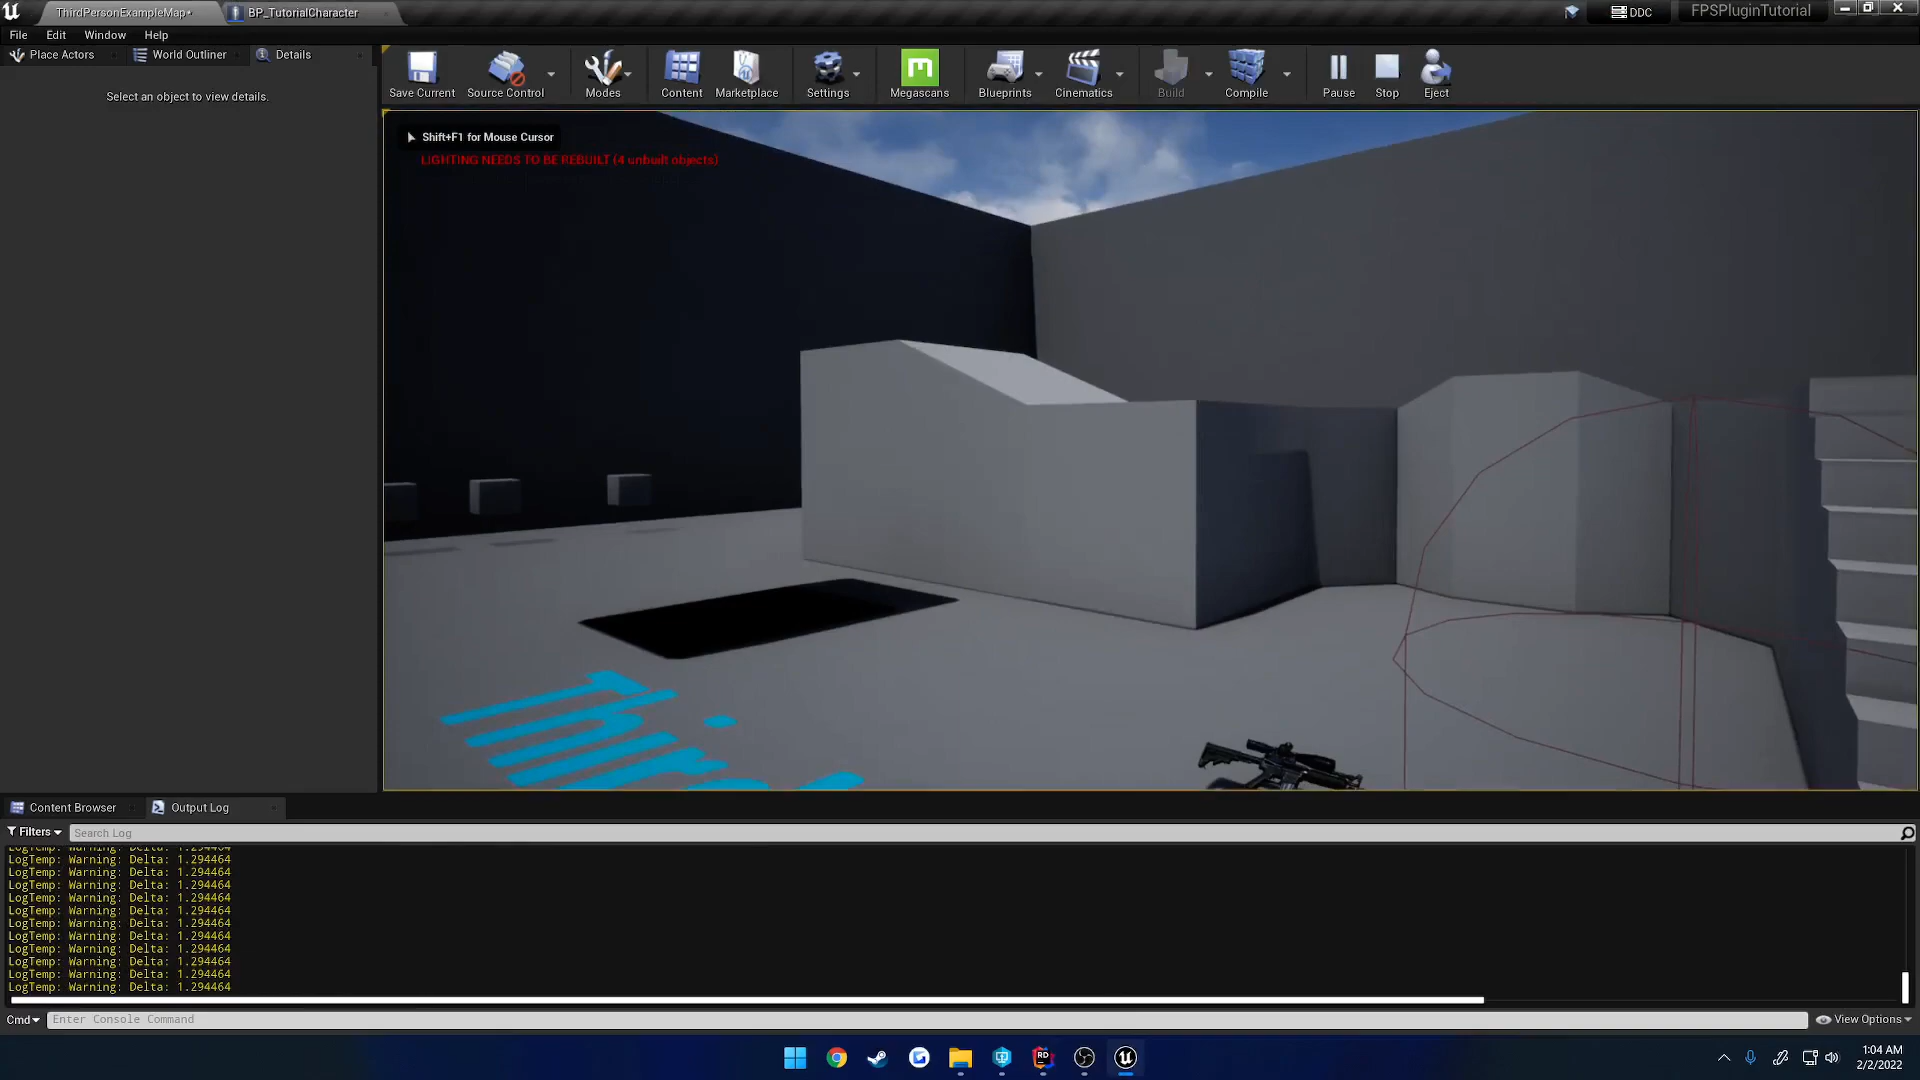 ThirdPersonExampleMap*
BP_TutorialCharacter
DDC
FPSPluginTutorial
File
Edit
Window
Help
Place Actors
World Outliner
Details
Select an object to view details.
Save Current
Source Control
Modes
Content
Marketplace
Settings
Megascans
Blueprints
Cinematics
Build
Compile
Pause
Stop
Eject
Shift+F1 for Mouse Cursor
LIGHTING NEEDS TO BE REBUILT (4 unbuilt objects)
Content Browser
Output Log
Filters
Search Log
LogTemp: Warning: Delta: 1.294464
LogTemp: Warning: Delta: 1.294464
LogTemp: Warning: Delta: 1.294464
LogTemp: Warning: Delta: 1.294464
LogTemp: Warning: Delta: 1.294464
LogTemp: Warning: Delta: 1.294464
LogTemp: Warning: Delta: 1.294464
LogTemp: Warning: Delta: 1.294464
LogTemp: Warning: Delta: 1.294464
LogTemp: Warning: Delta: 1.294464
LogTemp: Warning: Delta: 1.294464
LogTemp: Warning: Delta: 1.294464
Cmd
Enter Console Command
View Options
RD
1:04 AM
2/2/2022